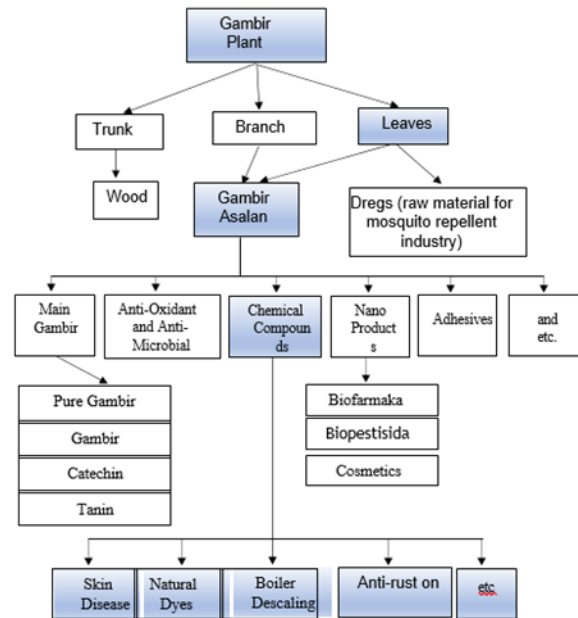 Gambir
Plant
Trunk
Branch
Leaves
Wood
Gambir
Asalan
Dregs (raw material for
mosquito repellent
industry)
Main
Gambir
Anti-Oxidant
and Anti-
Microbial
Chemical
Compoun
ds
Nano
Product
s
Adhesives
and
etc.
Pure Gambir
Gambir
Catechin
Tanin
Biofarmaka
Biopestisida
Cosmetics
Skin
Disease
Natural
Dyes
Boiler
Descaling
Anti-rust on
etc